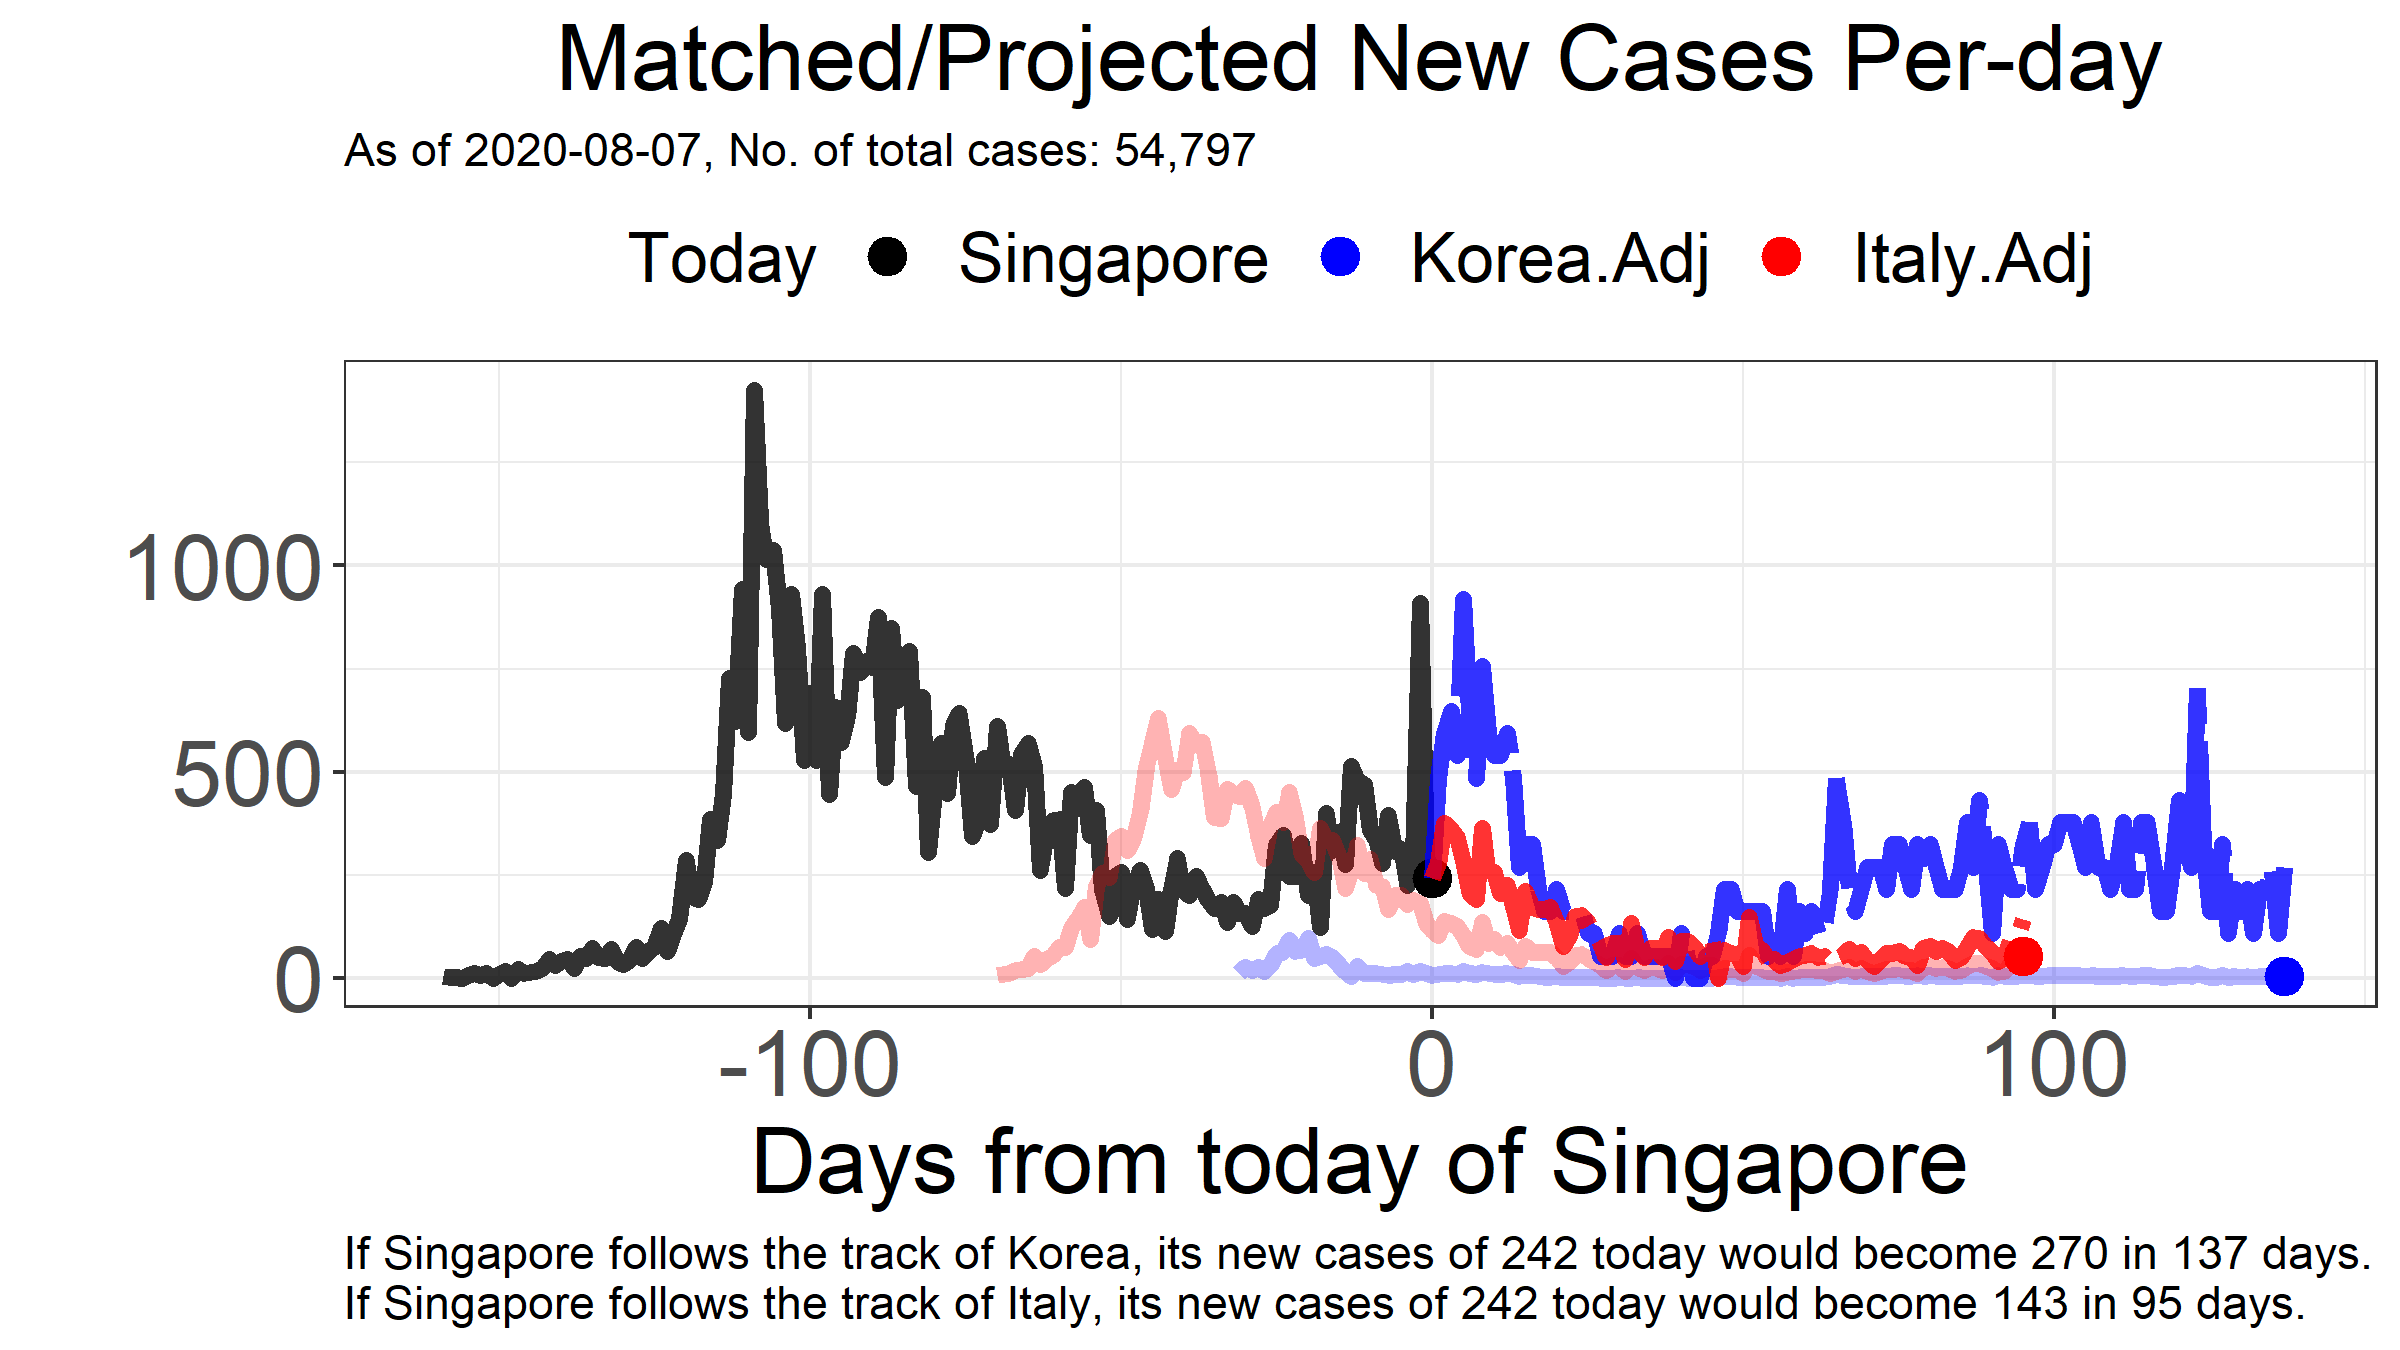 Matched/Projected New Cases Per-day
As of 2020-08-07, No. of total cases: 54,797
Today Singapore Korea.Adj Italy.Adj
1000
500
0
-100 0 100
Days from today of Singapore
If Singapore follows the track of Korea, its new cases of 242 today would become 270 in 137 days.
If Singapore follows the track of Italy, its new cases of 242 today would become 143 in 95 days.